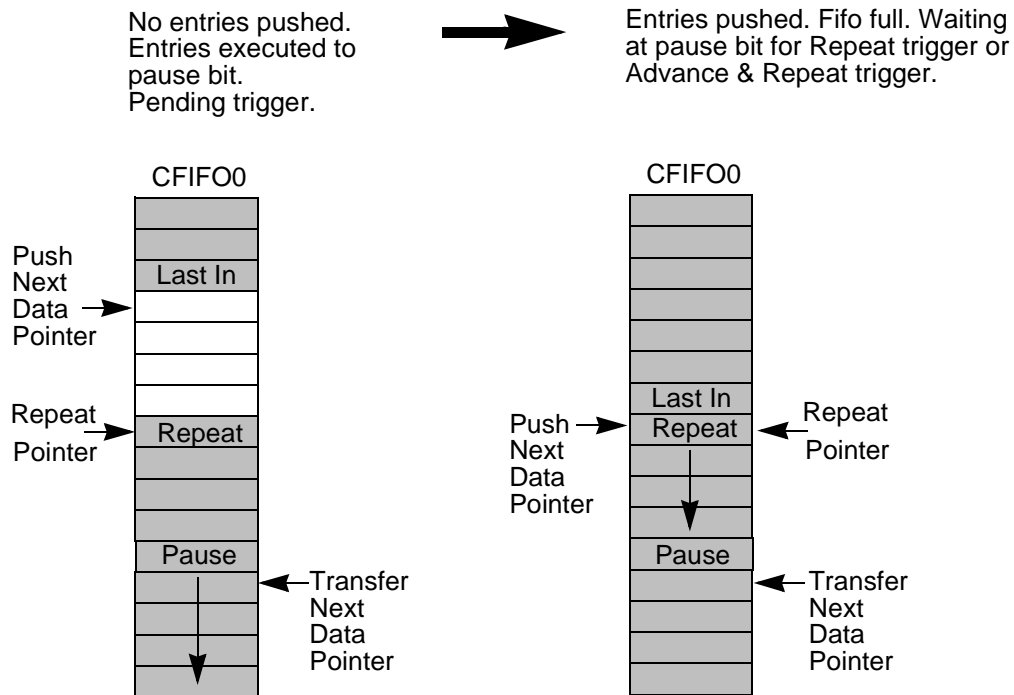 No entries pushed.
Entries executed to
pause bit.
Pending trigger.
Entries pushed. Fifo full. Waiting
at pause bit for Repeat trigger or
Advance & Repeat trigger.
CFIFO0
Push
Next
Data
Pointer
Last In
Repeat
Pointer
Repeat
Pause
Transfer
Next
Data
Pointer
CFIFO0
Push
Next
Data
Pointer
Last In
Repeat
Repeat
Pointer
Pause
Transfer
Next
Data
Pointer